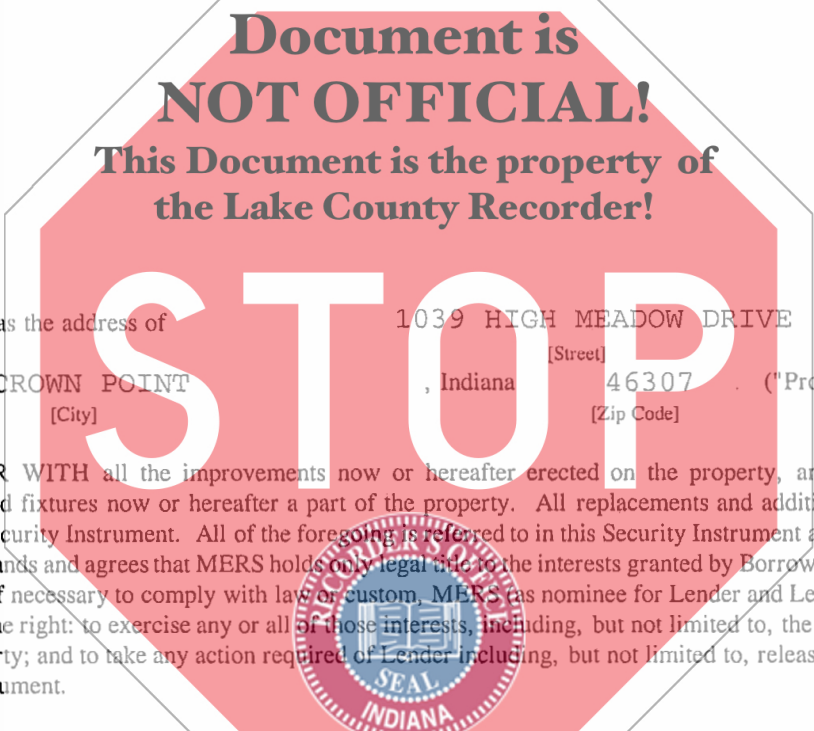 Document is
NOT OFFICIAL!
This Document is the property of
the Lake County Recorder!
STOP
as the address of 1039 HIGH MEADOW DRIVE
[Street]
CROWN POINT , Indiana 46307 . ("Pro
[City] [Zip Code]
R WITH all the improvements now or hereafter erected on the property, an
d fixtures now or hereafter a part of the property. All replacements and additi
curity Instrument. All of the foregoing is referred to in this Security Instrument a
ands and agrees that MERS holds only legal title to the interests granted by Borrow
f necessary to comply with law or custom, MERS (as nominee for Lender and Le
e right: to exercise any or all of those interests, including, but not limited to, the
rty; and to take any action required of Lender including, but not limited to, releas
ument.
RECORDER'S OFFICE
SEAL
INDIANA